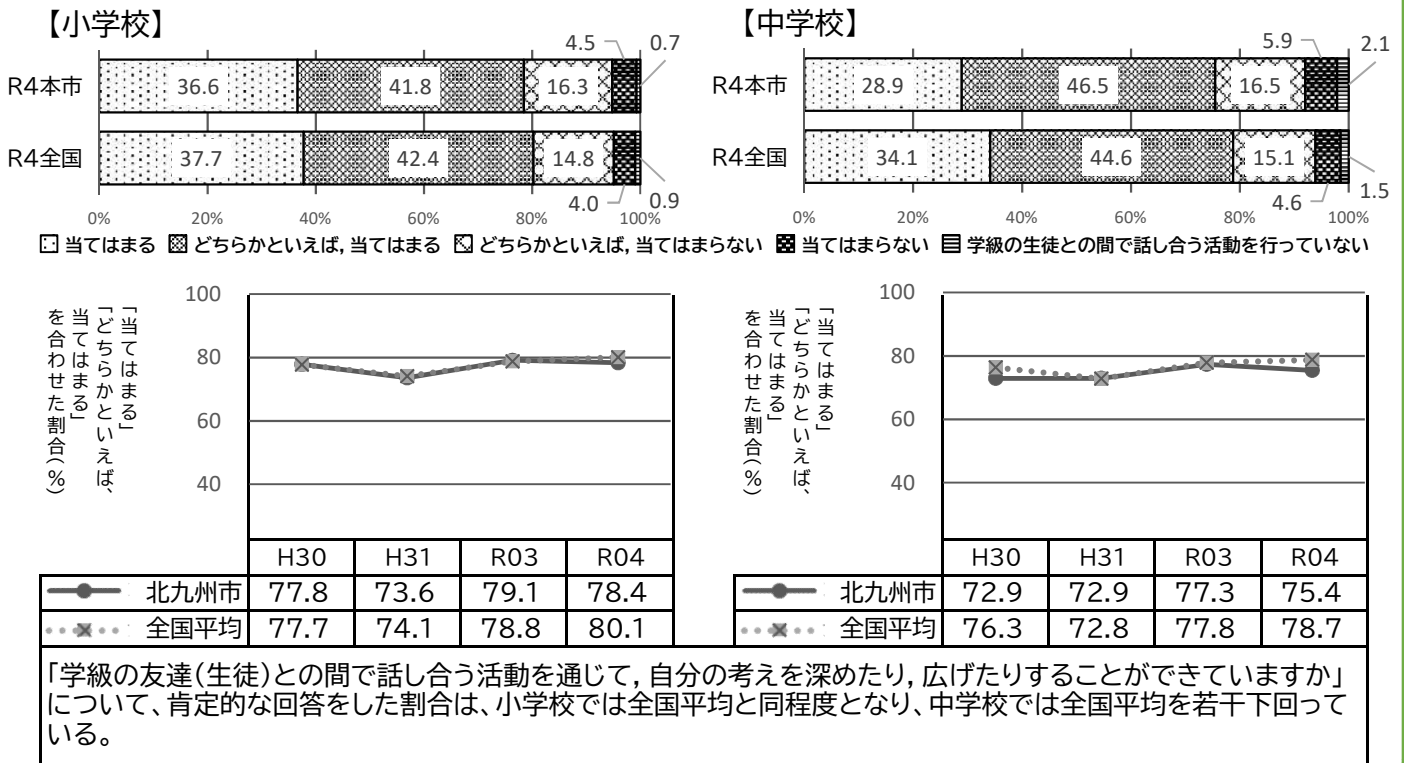 【小学校】
4.5
0.7
R4本市
36.6
41.8
16.3
R4全国
37.7
42.4
14.8
4.0
0.9
0%
20%
40%
60%
80%
100%
【中学校】
5.9
2.1
R4本市
28.9
46.5
16.5
R4全国
34.1
44.6
15.1
4.6
1.5
0%
20%
40%
60%
80%
100%
当てはまる どちらかといえば,当てはまる どちらかといえば,当てはまらない 当てはまらない 学級の生徒との間で話し合う活動を行っていない
「当てはまる」
「どちらかといえば、
当てはまる」
を合わせた割合(%)
100
80
60
40
H30 H31 R03 R04
北九州市 77.8 73.6 79.1 78.4
全国平均 77.7 74.1 78.8 80.1
「当てはまる」
「どちらかといえば、
当てはまる」
を合わせた割合(%)
100
80
60
40
H30 H31 R03 R04
北九州市 72.9 72.9 77.3 75.4
全国平均 76.3 72.8 77.8 78.7
「学級の友達(生徒)との間で話し合う活動を通じて,自分の考えを深めたり,広げたりすることができていますか」
について、肯定的な回答をした割合は、小学校では全国平均と同程度となり、中学校では全国平均を若干下回って
いる。